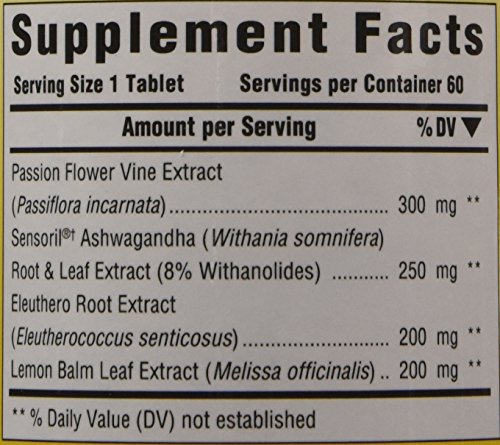 Supplement Facts
Serving Size 1 Tablet Servings per Container 60
Amount per Serving % DV ▼
Passion Flower Vine Extract
(Passiflora incarnata)........................................ 300 mg **
Sensoril®† Ashwagandha (Withania somnifera)
Root & Leaf Extract (8% Withanolides) ........... 250 mg **
Eleuthero Root Extract
(Eleutherococcus senticosus)............................ 200 mg **
Lemon Balm Leaf Extract (Melissa officinalis) .. 200 mg **
** % Daily Value (DV) not established